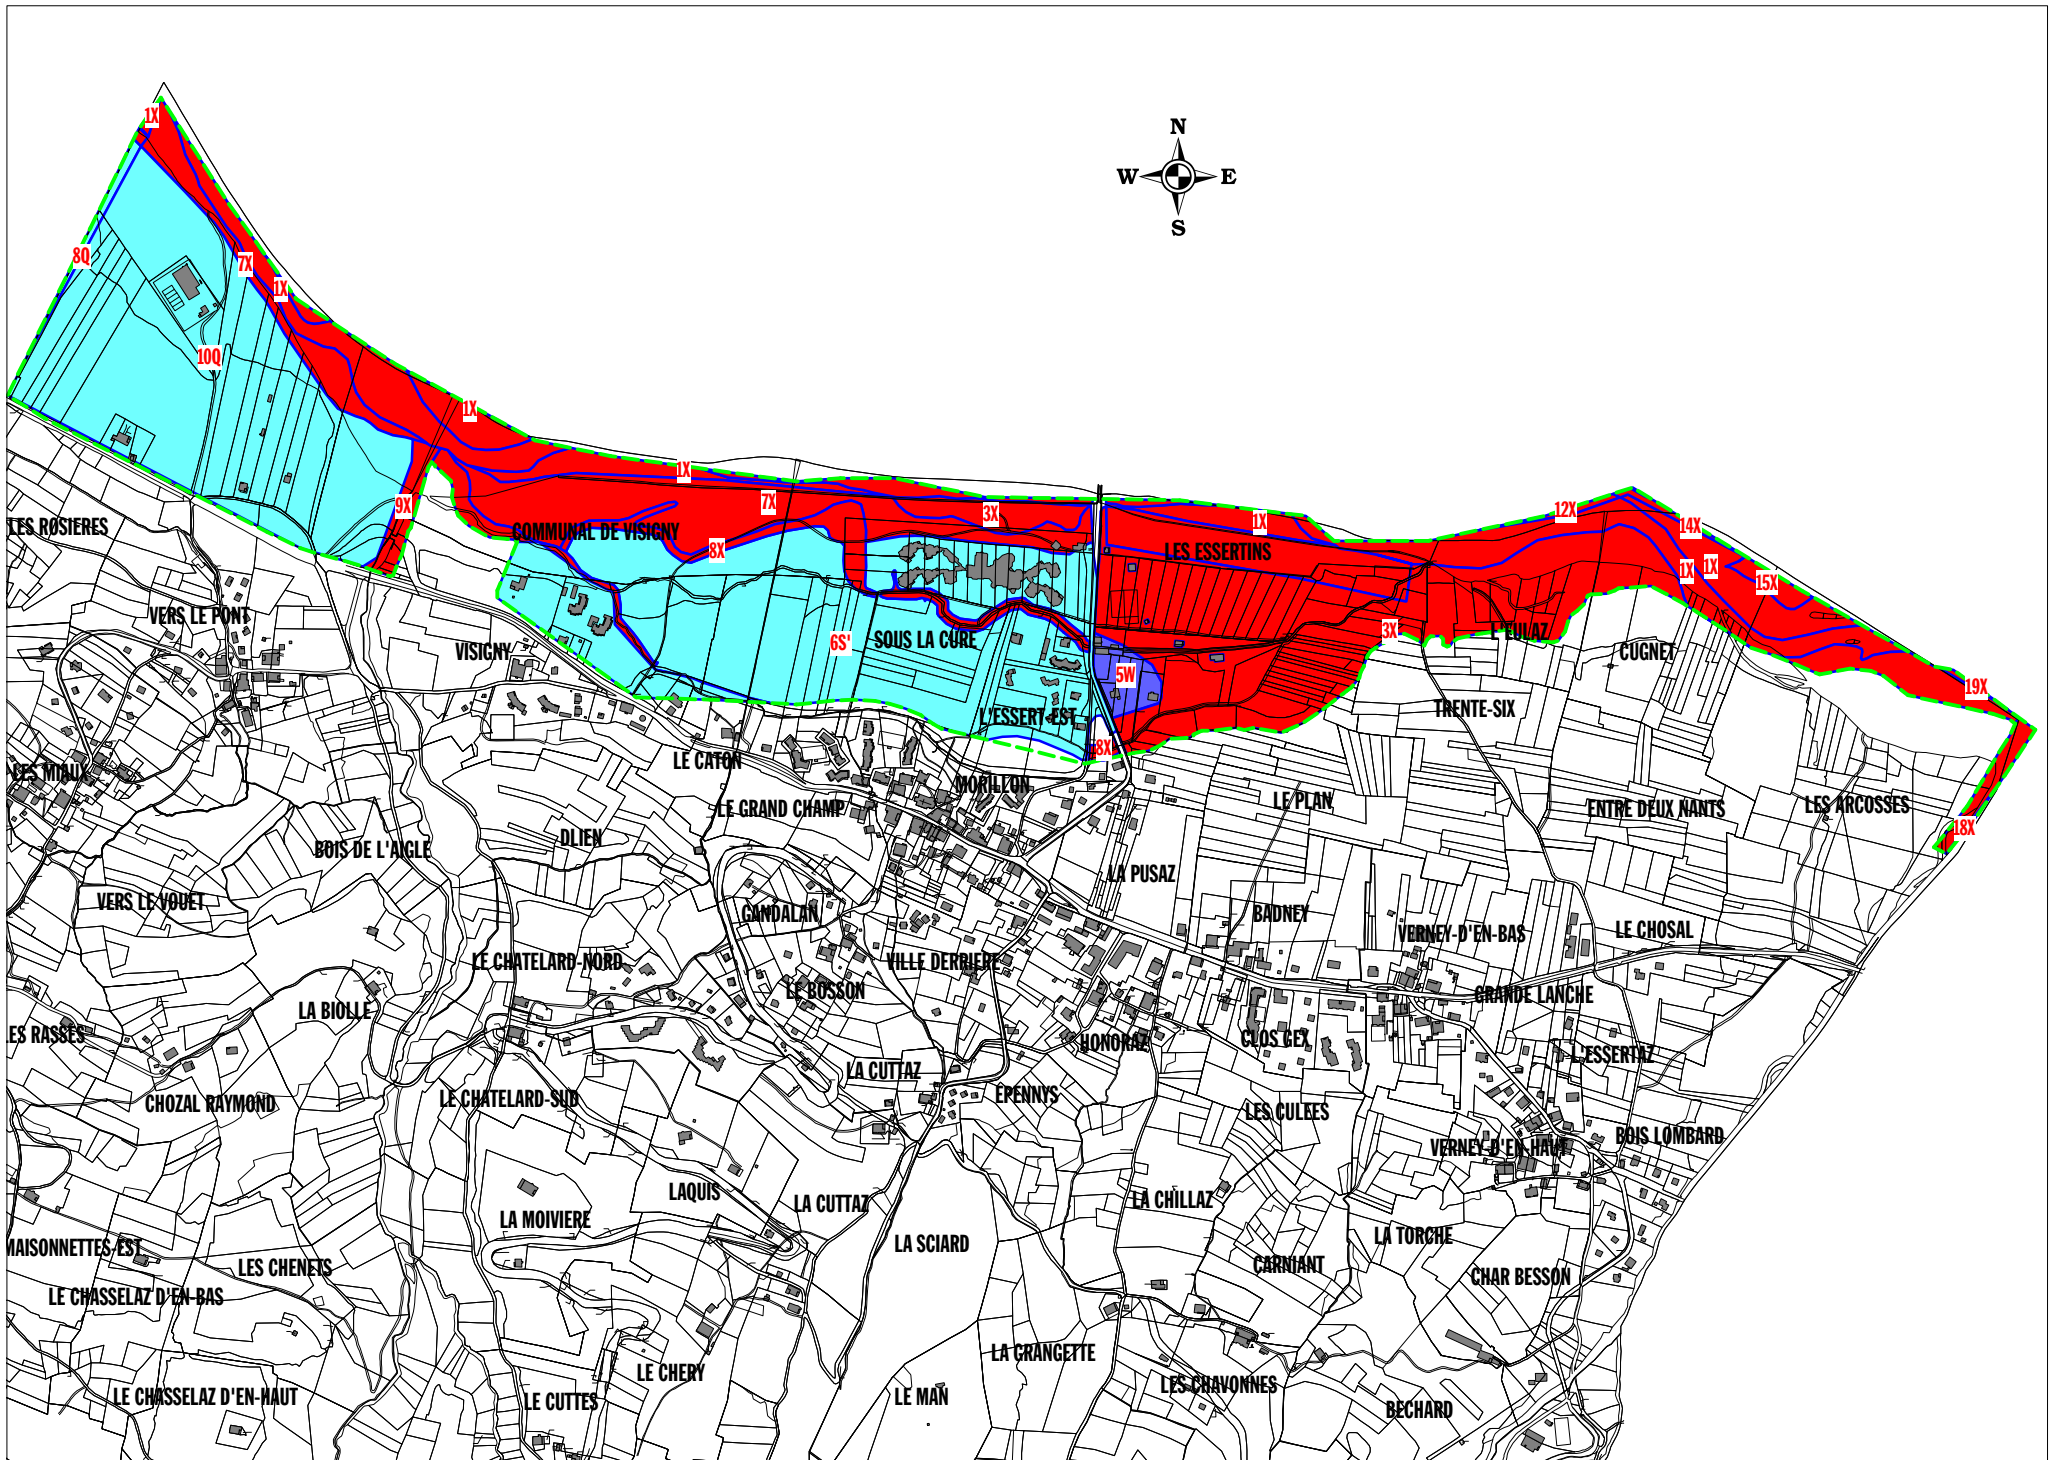 1X
N
W E
S
8Q
7X
1X
10Q
1X
1X
7X
9X
3X
1X
12X
14X
LES ROSIERES
COMMUNAL DE VISIGNY
8X
LES ESSERTINS
1X
1X
15X
VERS LE PONT
VISIGNY
6S'
SOUS LA CURE
3X
L'EULAZ
CUGNET
5W
19X
L'ESSERT-EST
TRENTE-SIX
8X
LES MIAUX
LE CATON
MORILLON
LE GRAND CHAMP
LE PLAN
ENTRE DEUX NANTS
LES ARCOSSES
18X
BOIS DE L'AIGLE
DLIEN
LA PUSAZ
VERS LE VOUET
GANDALAN
BADNEY
VERNEY-D'EN-BAS
LE CHOSAL
LE CHATELARD-NORD
VILLE DERRIERE
LE BOSSON
GRANDE LANCHE
LA BIOLLE
LES RASSES
HONORAZ
CLOS GEX
L'ESSERTAZ
LA CUTTAZ
CHOZAL RAYMOND
LE CHATELARD-SUD
EPENNYS
LES CULEES
VERNEY-D'EN-HAUT
BOIS LOMBARD
LAQUIS
LA CUTTAZ
LA CHILLAZ
LA MOIVIERE
LA TORCHE
MAISONNETTES-EST
LES CHENETS
LA SCIARD
CARNIANT
CHAR BESSON
LE CHASSELAZ D'EN-BAS
LA GRANGETTE
LE CHERY
LES CHAVONNES
LE CHASSELAZ D'EN-HAUT
LE CUTTES
LE MAN
BECHARD